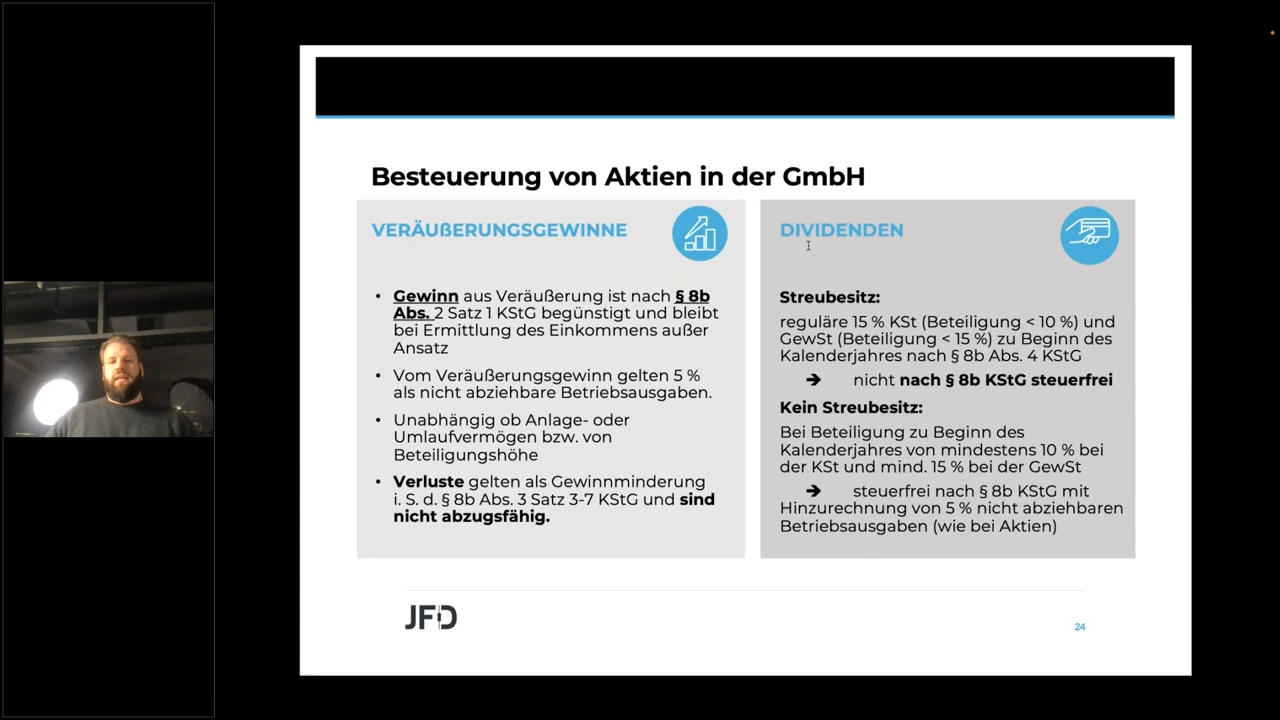 Besteuerung von Aktien in der GmbH
VERÄUßERUNGSGEWINNE
• Gewinn aus Veräußerung ist nach § 8b
Abs. 2 Satz 1 KStG begünstigt und bleibt
bei Ermittlung des Einkommens außer
Ansatz
• Vom Veräußerungsgewinn gelten 5 %
als nicht abziehbare Betriebsausgaben.
• Unabhängig ob Anlage- oder
Umlaufvermögen bzw. von
Beteiligungshöhe
• Verluste gelten als Gewinnminderung
i. S. d. § 8b Abs. 3 Satz 3-7 KStG und sind
nicht abzugsfähig.
DIVIDENDEN
Streubesitz:
reguläre 15 % KSt (Beteiligung < 10 %) und
GewSt (Beteiligung < 15 %) zu Beginn des
Kalenderjahres nach § 8b Abs. 4 KStG
➔ nicht nach § 8b KStG steuerfrei
Kein Streubesitz:
Bei Beteiligung zu Beginn des
Kalenderjahres von mindestens 10 % bei
der KSt und mind. 15 % bei der GewSt
➔ steuerfrei nach § 8b KStG mit
Hinzurechnung von 5 % nicht abziehbaren
Betriebsausgaben (wie bei Aktien)
JFD
24